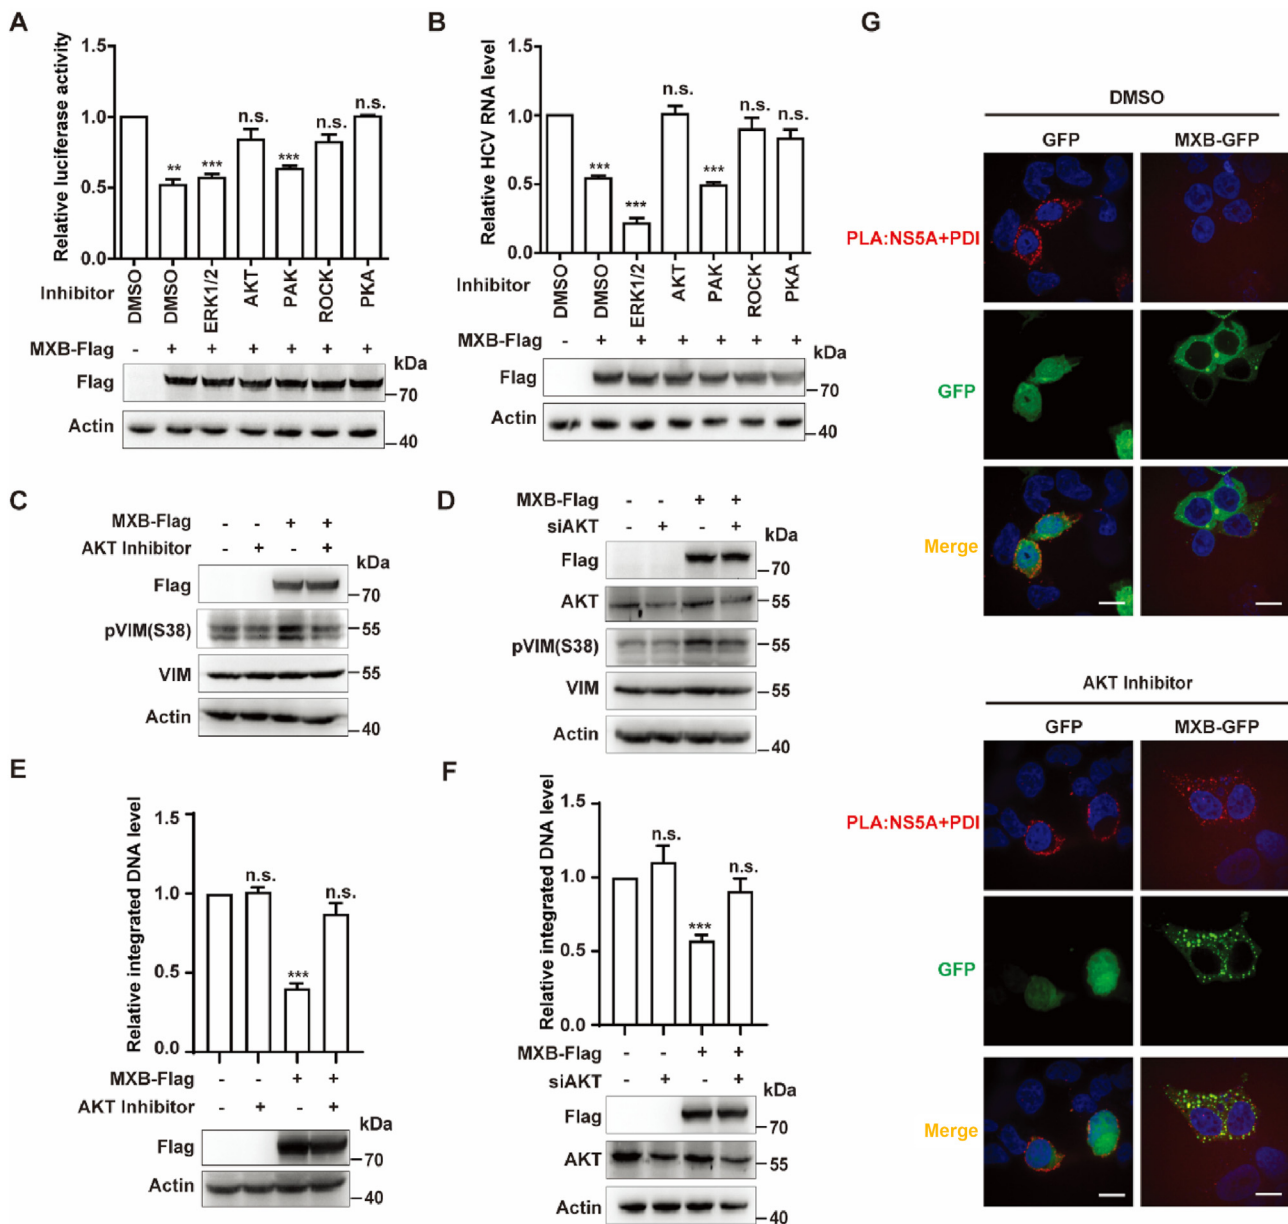 A
Relative luciferase activity
1.5
1.0
0.5
0.0
** *** n.s. *** n.s. n.s.
Inhibitor
DMSO DMSO ERK1/2 AKT PAK ROCK PKA
MXB-Flag - + + + + + +
kDa
Flag
70
Actin
40
B
Relative HCV RNA level
1.5
1.0
0.5
0.0
*** *** n.s. *** n.s. n.s.
Inhibitor
DMSO DMSO ERK1/2 AKT PAK ROCK PKA
MXB-Flag - + + + + + +
kDa
Flag
70
Actin
40
C
MXB-Flag - - + +
AKT Inhibitor - + - +
kDa
Flag
70
pVIM(S38)
55
VIM
55
Actin
40
D
MXB-Flag - - + +
siAKT - + - +
kDa
Flag
70
AKT
55
pVIM(S38)
55
VIM
55
Actin
40
E
Relative integrated DNA level
1.5
1.0
0.5
0.0
n.s. *** n.s.
MXB-Flag - - + +
AKT Inhibitor - + - +
kDa
Flag
70
Actin
40
F
Relative integrated DNA level
1.5
1.0
0.5
0.0
n.s. *** n.s.
MXB-Flag - - + +
siAKT - + - +
kDa
Flag
70
AKT
55
Actin
40
G
DMSO
GFP MXB-GFP
PLA:NS5A+PDI
GFP
Merge
AKT Inhibitor
GFP MXB-GFP
PLA:NS5A+PDI
GFP
Merge